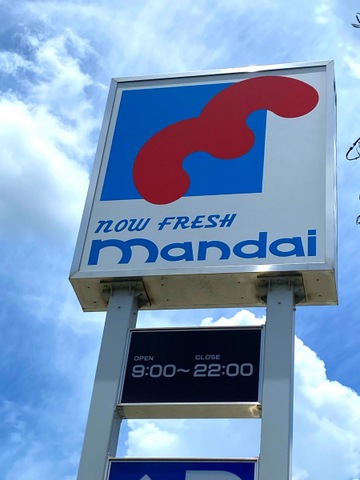 NOW FRESH
mandai
OPEN CLOSE
9:00~22:00